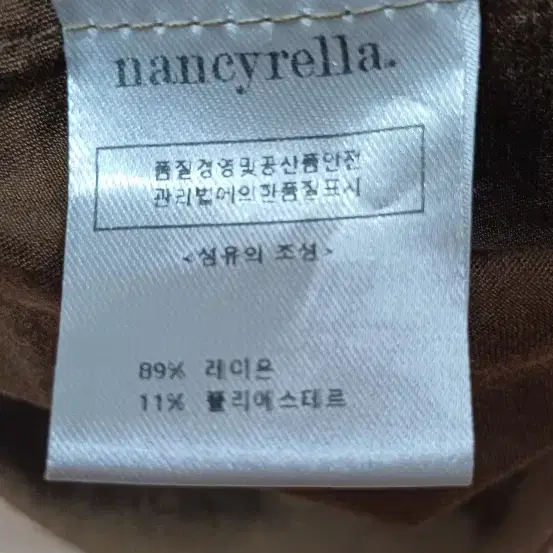 nancyrella.
품질경영및공산품안전
관리법에의한품질표시
<섬유의 조성>
89% 레이온
11% 폴리에스테르